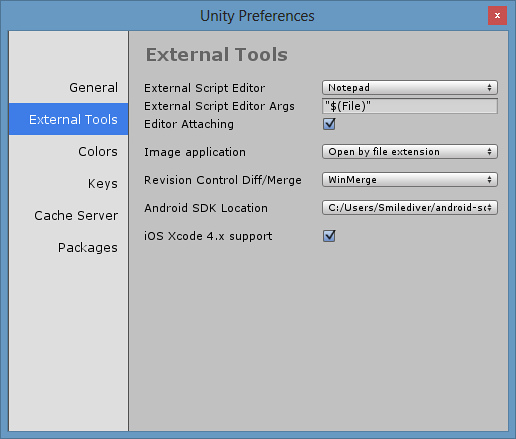 Unity Preferences
x
External Tools
General
External Tools
Colors
Keys
Cache Server
Packages
External Script Editor Notepad
External Script Editor Args "$(File)"
Editor Attaching
Image application Open by file extension
Revision Control Diff/Merge WinMerge
Android SDK Location C:/Users/Smilediver/android-sc
iOS Xcode 4.x support